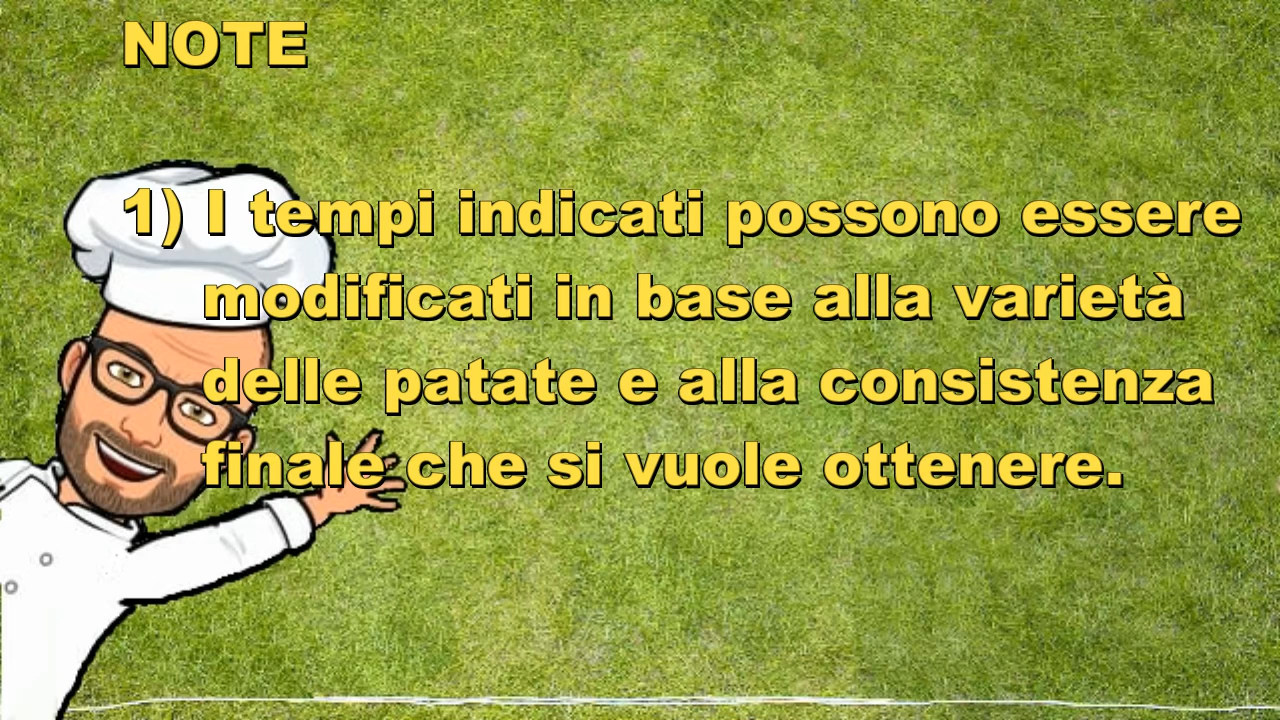 NOTE
1) I tempi indicati possono essere
modificati in base alla varietà
delle patate e alla consistenza
finale che si vuole ottenere.